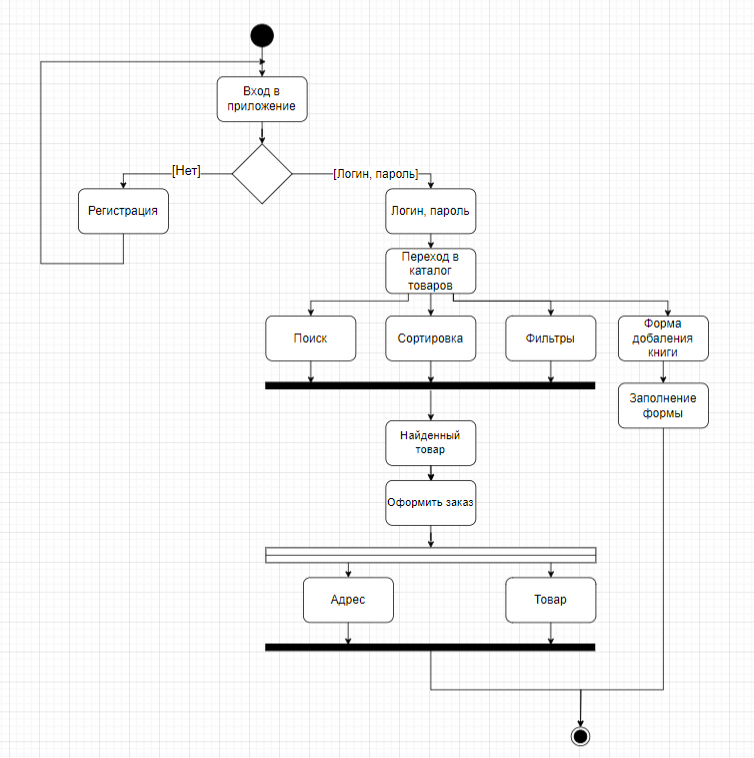 Вход в
приложение
[Нет]
[Логин, пароль]
Регистрация
Логин, пароль
Переход в
каталог
товаров
Поиск
Сортировка
Фильтры
Форма
добаления
книги
Заполнение
формы
Найденный
товар
Оформить заказ
Адрес
Товар